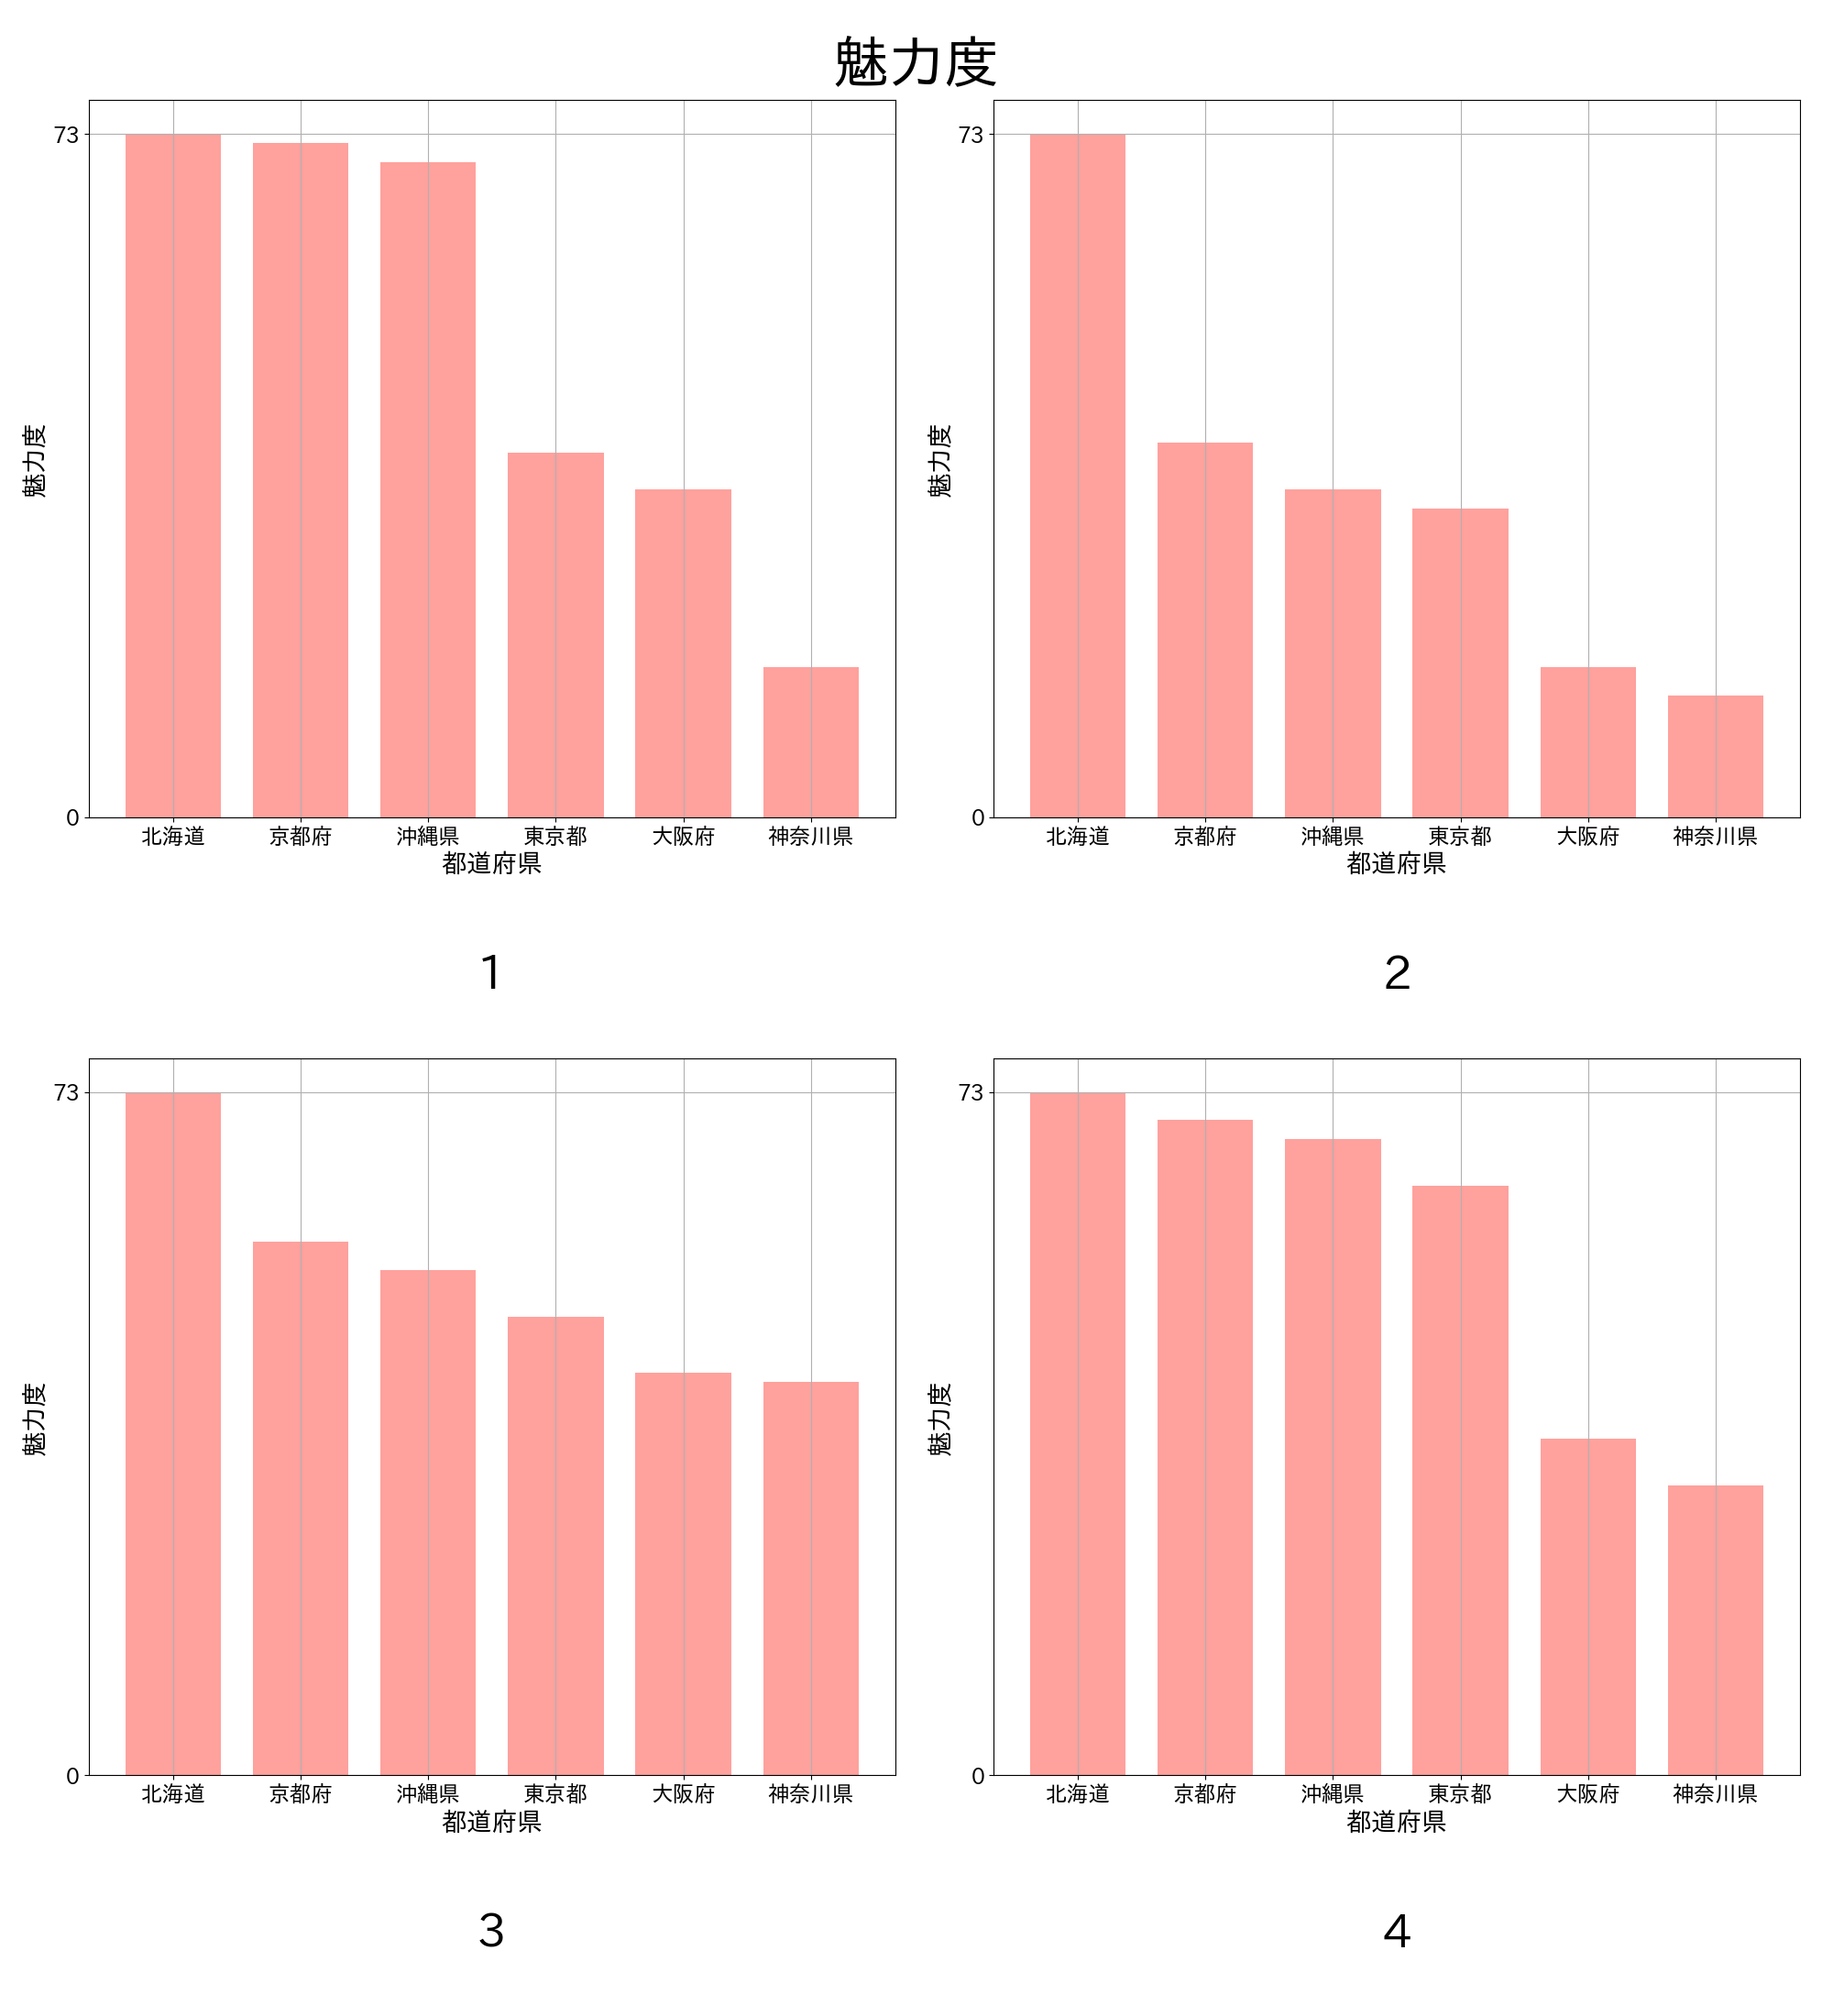 魅力度
73
0
魅力度
北海道 京都府 沖縄県 東京都 大阪府 神奈川県
都道府県
1
73
0
魅力度
北海道 京都府 沖縄県 東京都 大阪府 神奈川県
都道府県
2
73
0
魅力度
北海道 京都府 沖縄県 東京都 大阪府 神奈川県
都道府県
3
73
0
魅力度
北海道 京都府 沖縄県 東京都 大阪府 神奈川県
都道府県
4